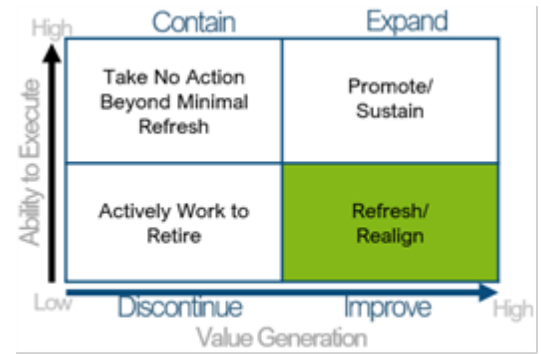 Contain
Expand
High
Take No Action
Beyond Minimal
Refresh
Promote/
Sustain
Ability to Execute
Actively Work to
Retire
Refresh/
Realign
Low
Discontinue
Improve
High
Value Generation